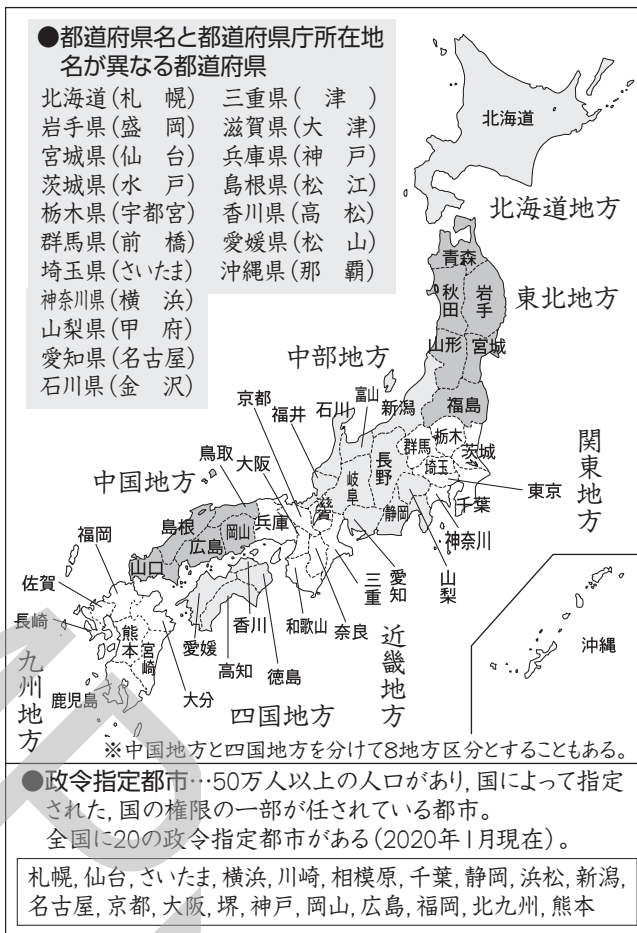 ●都道府県名と都道府県庁所在地
名が異なる都道府県
北海道(札　幌)　三重県(　津　)
岩手県(盛　岡)　滋賀県(大　津)
宮城県(仙　台)　兵庫県(神　戸)
茨城県(水　戸)　島根県(松　江)
栃木県(宇都宮)　香川県(高　松)
群馬県(前　橋)　愛媛県(松　山)
埼玉県(さいたま)　沖縄県(那　覇)
神奈川県(横　浜)
山梨県(甲　府)
愛知県(名古屋)
石川県(金　沢)
北海道
北海道地方
青森
秋田
岩手
東北地方
山形
宮城
福島
中部地方
富山
新潟
石川
福井
京都
群馬
栃木
茨城
埼玉
関東地方
東京
千葉
神奈川
山梨
長野
岐阜
静岡
愛知
三重
滋賀
鳥取
大阪
中国地方
兵庫
島根
岡山
広島
山口
和歌山
奈良
近畿地方
香川
徳島
愛媛
高知
四国地方
福岡
佐賀
長崎
熊本
宮崎
大分
鹿児島
九州地方
沖縄
※中国地方と四国地方を分けて8地方区分とすることもある。
●政令指定都市…50万人以上の人口があり,国によって指定
された,国の権限の一部が任されている都市。
全国に20の政令指定都市がある(2020年1月現在)。
札幌,仙台,さいたま,横浜,川崎,相模原,千葉,静岡,浜松,新潟,
名古屋,京都,大阪,堺,神戸,岡山,広島,福岡,北九州,熊本